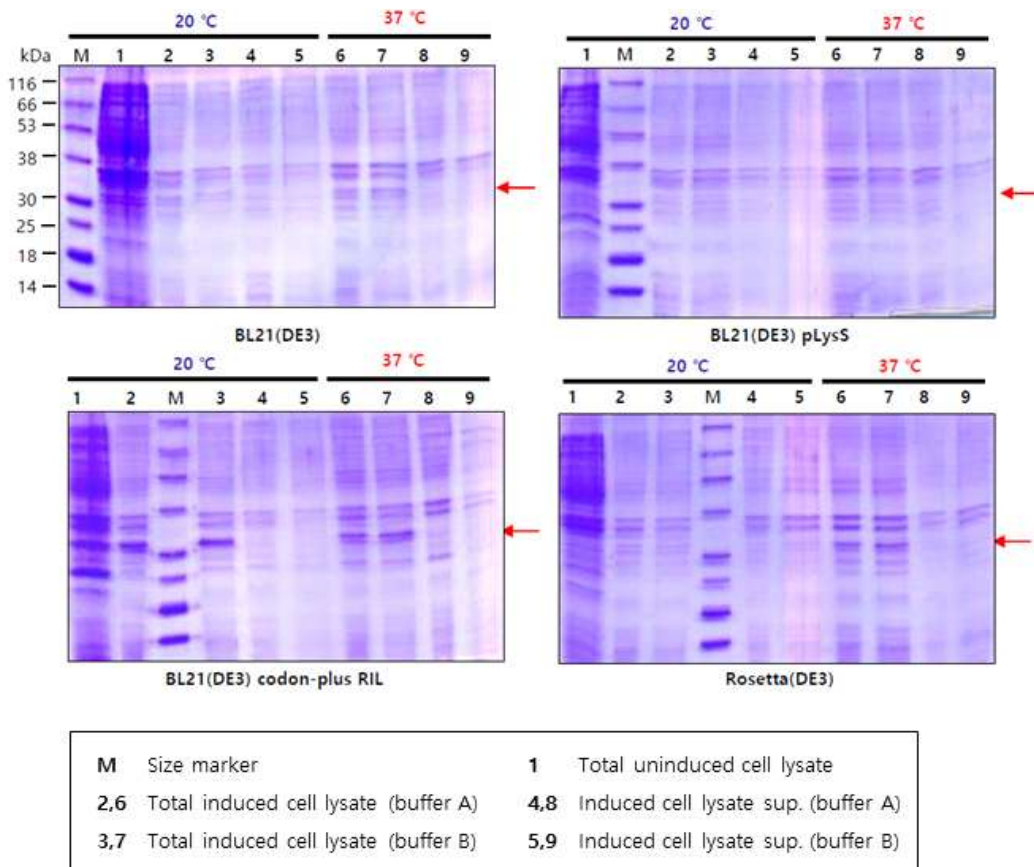 20 ℃ 37 ℃ 20 ℃ 37 ℃
kDa M 1 2 3 4 5 6 7 8 9 1 M 2 3 4 5 6 7 8 9
116
66
53
38
30
25
18
14
BL21(DE3) BL21(DE3) pLysS
20 ℃ 37 ℃ 20 ℃ 37 ℃
1 2 M 3 4 5 6 7 8 9 1 2 3 M 4 5 6 7 8 9
BL21(DE3) codon-plus RIL Rosetta(DE3)
M Size marker 1 Total uninduced cell lysate
2,6 Total induced cell lysate (buffer A) 4,8 Induced cell lysate sup. (buffer A)
3,7 Total induced cell lysate (buffer B) 5,9 Induced cell lysate sup. (buffer B)